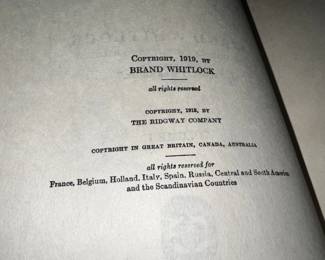 COPYRIGHT, 1919, BY
BRAND WHITLOCK
all rights reserved
COPYRIGHT, 1918, BY
THE RIDGWAY COMPANY
COPYRIGHT IN GREAT BRITAIN, CANADA, AUSTRALIA
all rights reserved for
France, Belgium, Holland, Italy, Spain, Russia, Central and South America
and the Scandinavian Countries